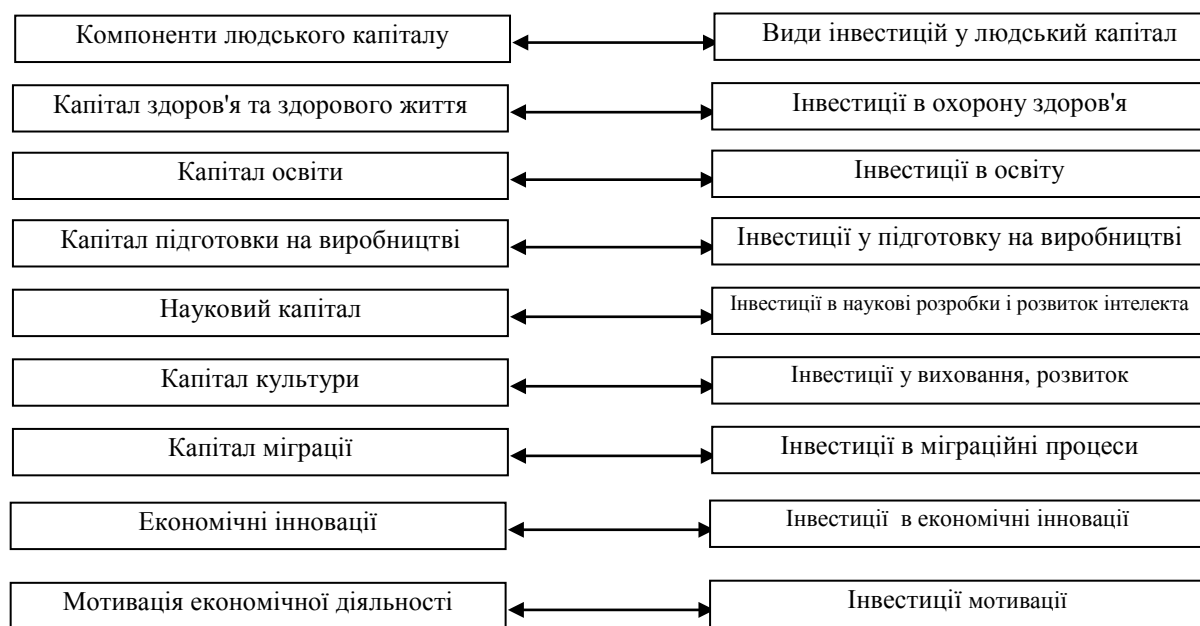 Компоненти людського капіталу
Види інвестицій у людський капітал
Капітал здоров'я та здорового життя
Інвестиції в охорону здоров'я
Капітал освіти
Інвестиції в освіту
Капітал підготовки на виробництві
Інвестиції у підготовку на виробництві
Науковий капітал
Інвестиції в наукові розробки і розвиток інтелекта
Капітал культури
Інвестиції у виховання, розвиток
Капітал міграції
Інвестиції в міграційні процеси
Економічні інновації
Інвестиції в економічні інновації
Мотивація економічної діяльності
Інвестиції мотивації